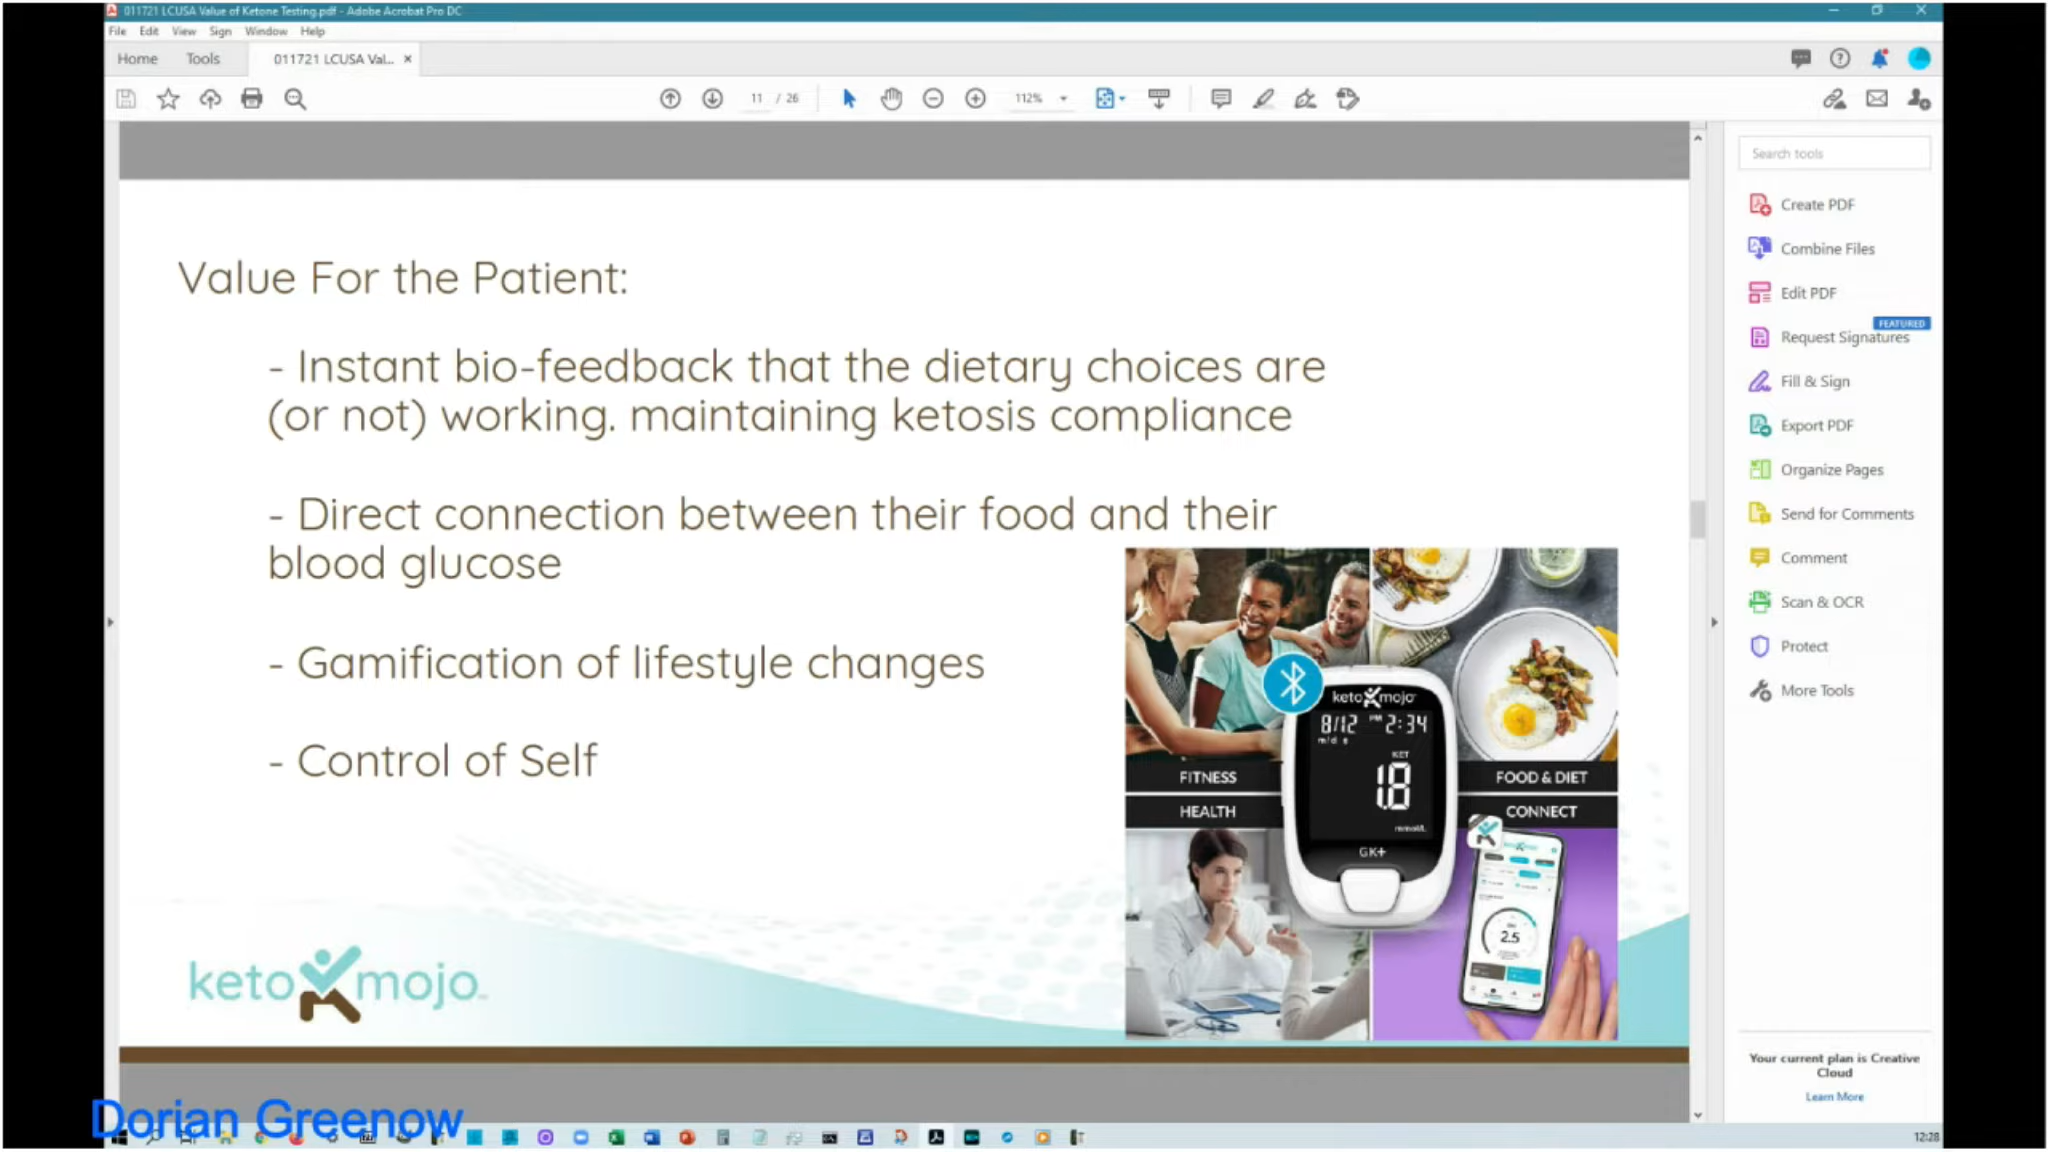 011721 LCUSA Value of Ketone Testing.pdf - Adobe Acrobat Pro DC
File Edit View Sign Window Help
Home Tools 011721 LCUSA Val... ×
11 / 26 112%
Search tools
Create PDF
Combine Files
Edit PDF
FEATURED
Request Signatures
Fill & Sign
Export PDF
Organize Pages
Send for Comments
Comment
Scan & OCR
Protect
More Tools
Your current plan is Creative
Cloud
Learn More
Value For the Patient:
- Instant bio-feedback that the dietary choices are
(or not) working. maintaining ketosis compliance
- Direct connection between their food and their
blood glucose
- Gamification of lifestyle changes
- Control of Self
keto mojo
8/12 PM 2:34
KET
1.8
mmol/L
GK+
FITNESS
FOOD & DIET
HEALTH
CONNECT
2.5
keto mojo
Dorian Greenow
12:28